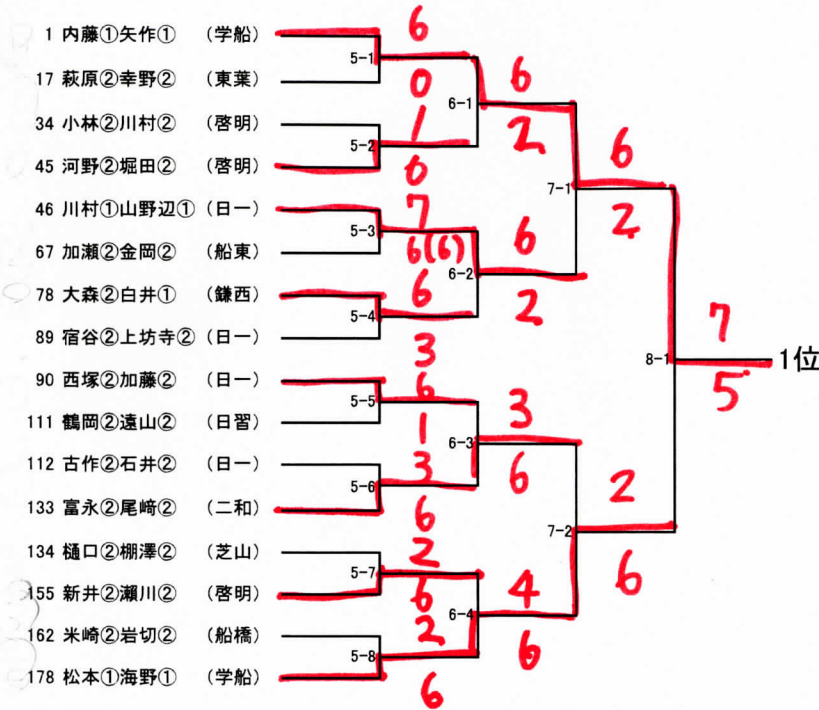 1 内藤①矢作① (学船)
17 萩原②幸野② (東葉)
34 小林②川村② (啓明)
45 河野②堀田② (啓明)
46 川村①山野辺① (日一)
67 加瀬②金岡② (船東)
78 大森②白井① (鎌西)
89 宿谷②上坊寺② (日一)
90 西塚②加藤② (日一)
111 鶴岡②遠山② (日習)
112 古作②石井② (日一)
133 富永②尾﨑② (二和)
134 樋口②棚澤② (芝山)
155 新井②瀬川② (啓明)
162 米崎②岩切② (船橋)
178 松本①海野① (学船)
5-1
6
0
5-2
1
6
5-3
7
6(6)
5-4
6
3
5-5
6
1
5-6
3
6
5-7
2
6
5-8
2
6
6-1
6
2
6-2
6
2
6-3
3
6
6-4
4
6
7-1
6
2
7-2
2
6
8-1
7
5
1位